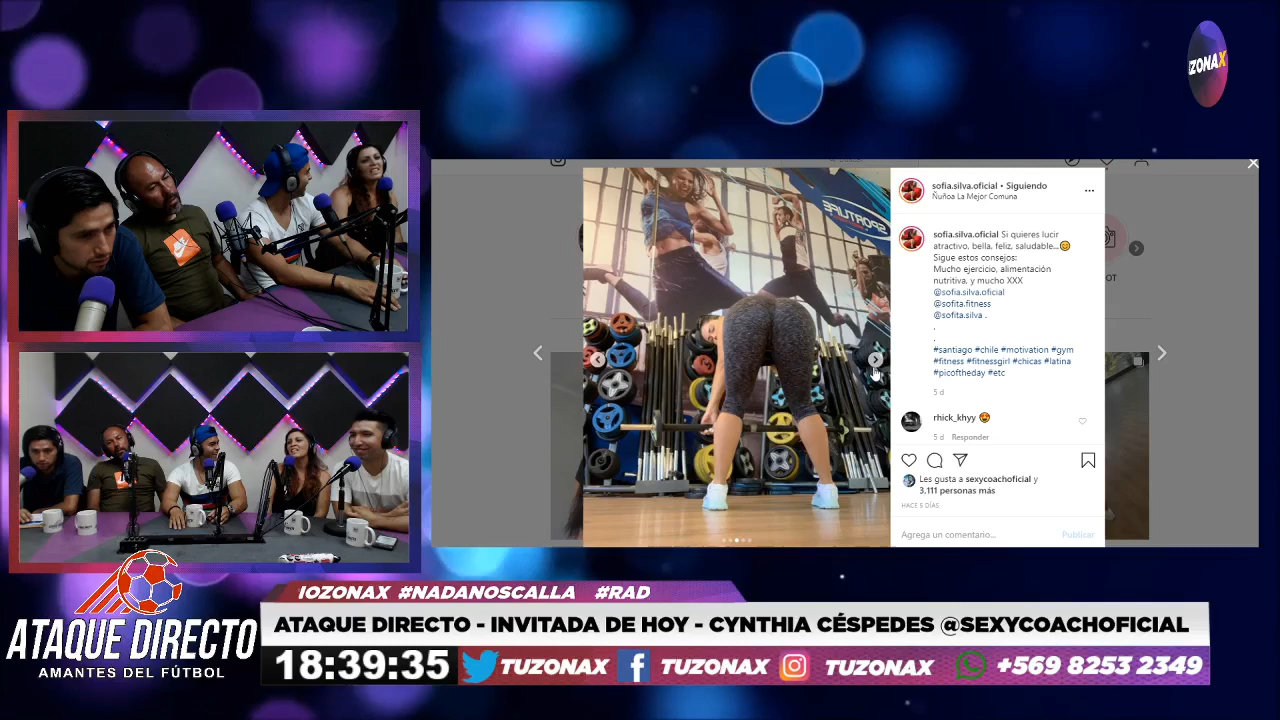 ZONAX
sofia.silva.oficial • Siguiendo
Ñuñoa La Mejor Comuna
sofia.silva.oficial Si quieres lucir
atractivo, bella, feliz, saludable...
Sigue estos consejos:
Mucho ejercicio, alimentación
nutritiva, y mucho XXX
@sofia.silva.oficial
@sofita.fitness
@sofita.silva .
.
.
#santiago #chile #motivation #gym
#fitness #fitnessgirl #chicas #latina
#picoftheday #etc
5 d
rhick_khyy
5 d Responder
Les gusta a sexycoachoficial y
3,111 personas más
HACE 5 DÍAS
Agrega un comentario...
Publicar
IOZONAX #NADANOSCALLA #RAD
ATAQUE DIRECTO
AMANTES DEL FÚTBOL
ATAQUE DIRECTO - INVITADA DE HOY - CYNTHIA CÉSPEDES @SEXYCOACHOFICIAL
18:39:35 TUZONAX TUZONAX TUZONAX +569 8253 2349